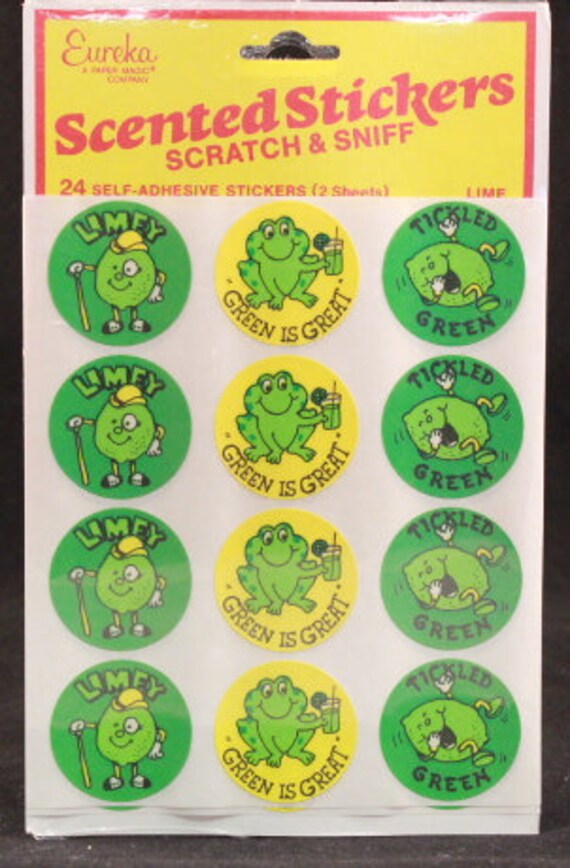 Eureka
A PAPER MAGIC®
COMPANY
Scented Stickers
SCRATCH & SNIFF
24 SELF-ADHESIVE STICKERS (2 Sheets) LIME
LIMEY
GREEN IS GREAT
TICKLED
GREEN
LIMEY
GREEN IS GREAT
TICKLED
GREEN
LIMEY
GREEN IS GREAT
TICKLED
GREEN
LIMEY
GREEN IS GREAT
TICKLED
GREEN